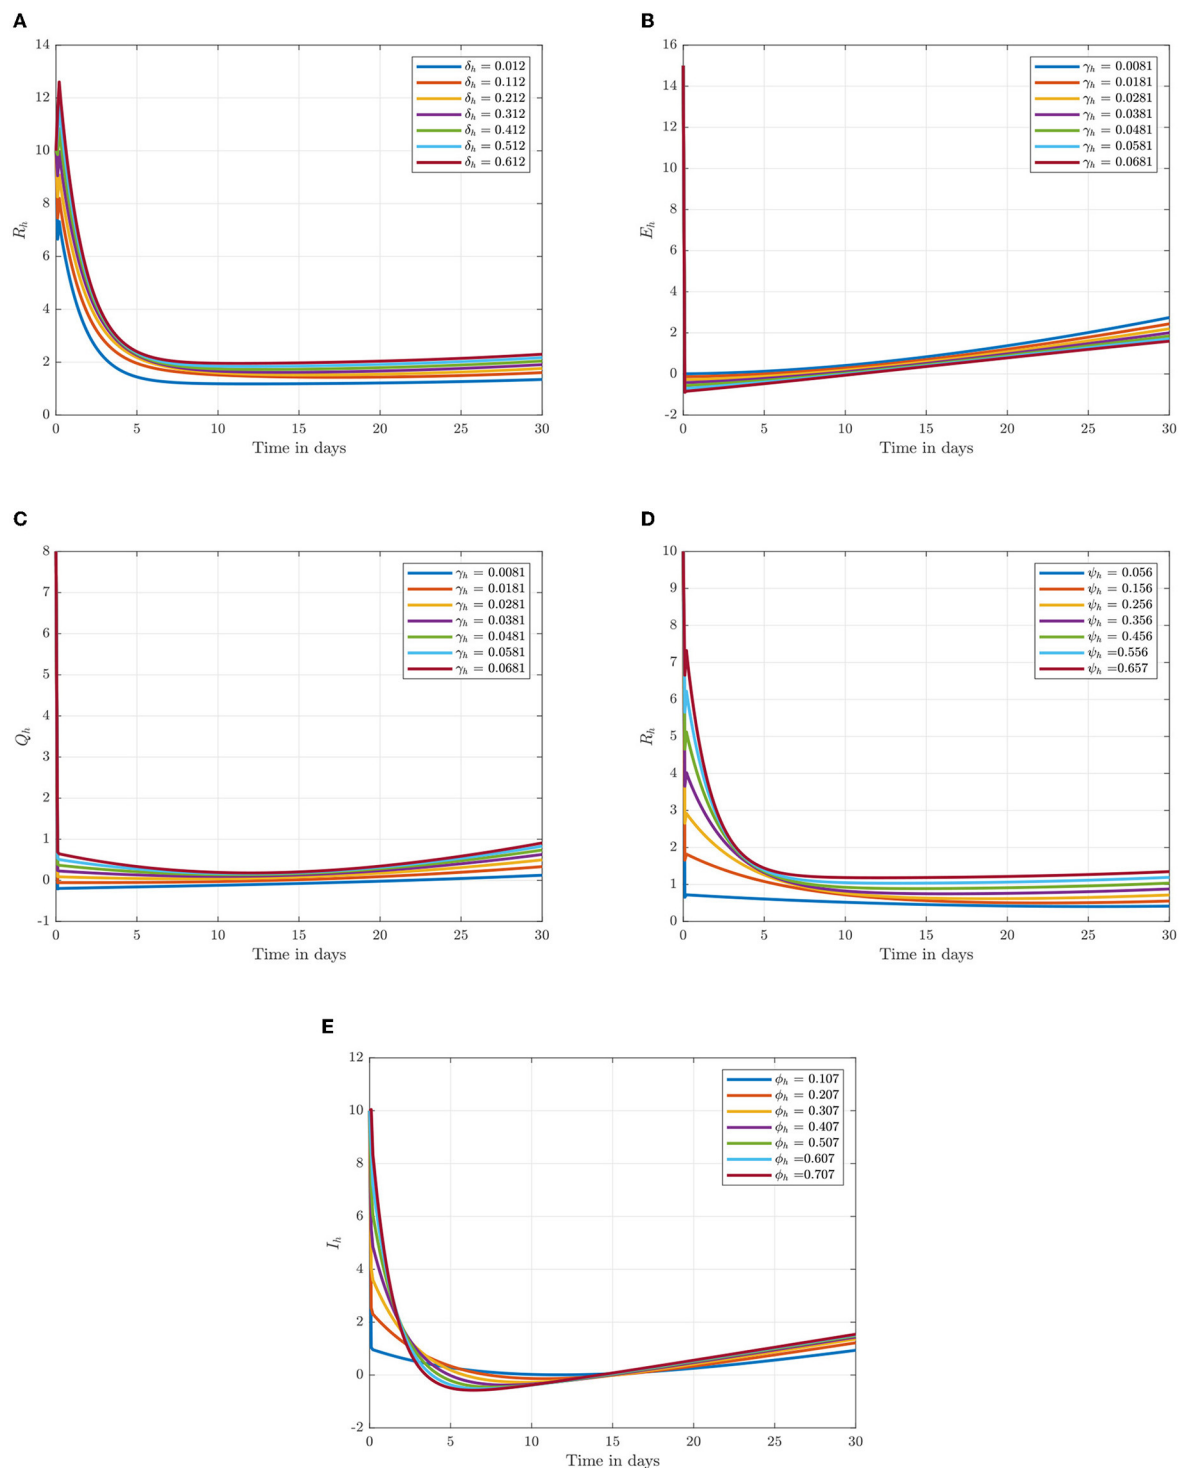 A
14
12
10
8
6
4
2
0
R_h
0 5 10 15 20 25 30
Time in days
δ_h = 0.012
δ_h = 0.112
δ_h = 0.212
δ_h = 0.312
δ_h = 0.412
δ_h = 0.512
δ_h = 0.612
B
16
14
12
10
8
6
4
2
0
-2
E_h
0 5 10 15 20 25 30
Time in days
γ_h = 0.0081
γ_h = 0.0181
γ_h = 0.0281
γ_h = 0.0381
γ_h = 0.0481
γ_h = 0.0581
γ_h = 0.0681
C
8
7
6
5
4
3
2
1
0
-1
Q_h
0 5 10 15 20 25 30
Time in days
γ_h = 0.0081
γ_h = 0.0181
γ_h = 0.0281
γ_h = 0.0381
γ_h = 0.0481
γ_h = 0.0581
γ_h = 0.0681
D
10
9
8
7
6
5
4
3
2
1
0
R_h
0 5 10 15 20 25 30
Time in days
ψ_h = 0.056
ψ_h = 0.156
ψ_h = 0.256
ψ_h = 0.356
ψ_h = 0.456
ψ_h =0.556
ψ_h =0.657
E
12
10
8
6
4
2
0
-2
I_h
0 5 10 15 20 25 30
Time in days
ϕ_h = 0.107
ϕ_h = 0.207
ϕ_h = 0.307
ϕ_h = 0.407
ϕ_h = 0.507
ϕ_h =0.607
ϕ_h =0.707